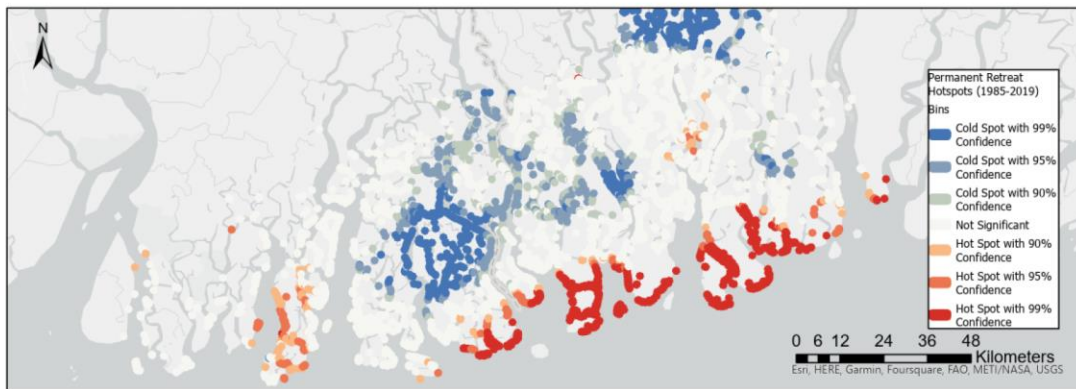 N
Permanent Retreat
Hotspots (1985-2019)
Bins
Cold Spot with 99%
Confidence
Cold Spot with 95%
Confidence
Cold Spot with 90%
Confidence
Not Significant
Hot Spot with 90%
Confidence
Hot Spot with 95%
Confidence
Hot Spot with 99%
Confidence
0 6 12 24 36 48
Kilometers
Esri, HERE, Garmin, Foursquare, FAO, METI/NASA, USGS